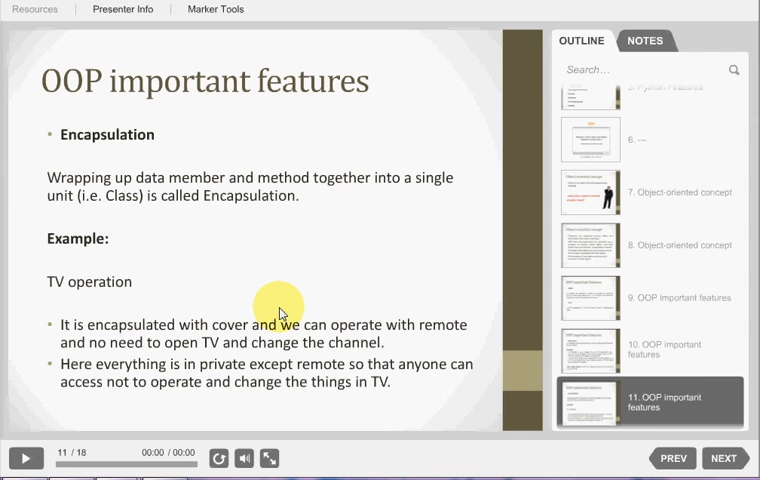 Resources
Presenter Info
Marker Tools
OOP important features
• Encapsulation
Wrapping up data member and method together into a single
unit (i.e. Class) is called Encapsulation.
Example:
TV operation
• It is encapsulated with cover and we can operate with remote
and no need to open TV and change the channel.
• Here everything is in private except remote so that anyone can
access not to operate and change the things in TV.
OUTLINE
NOTES
Search...
5. Python Features
6. ---
7. Object-oriented concept
8. Object-oriented concept
9. OOP important features
10. OOP important
features
11. OOP important
features
11 / 18
00:00 / 00:00
PREV
NEXT